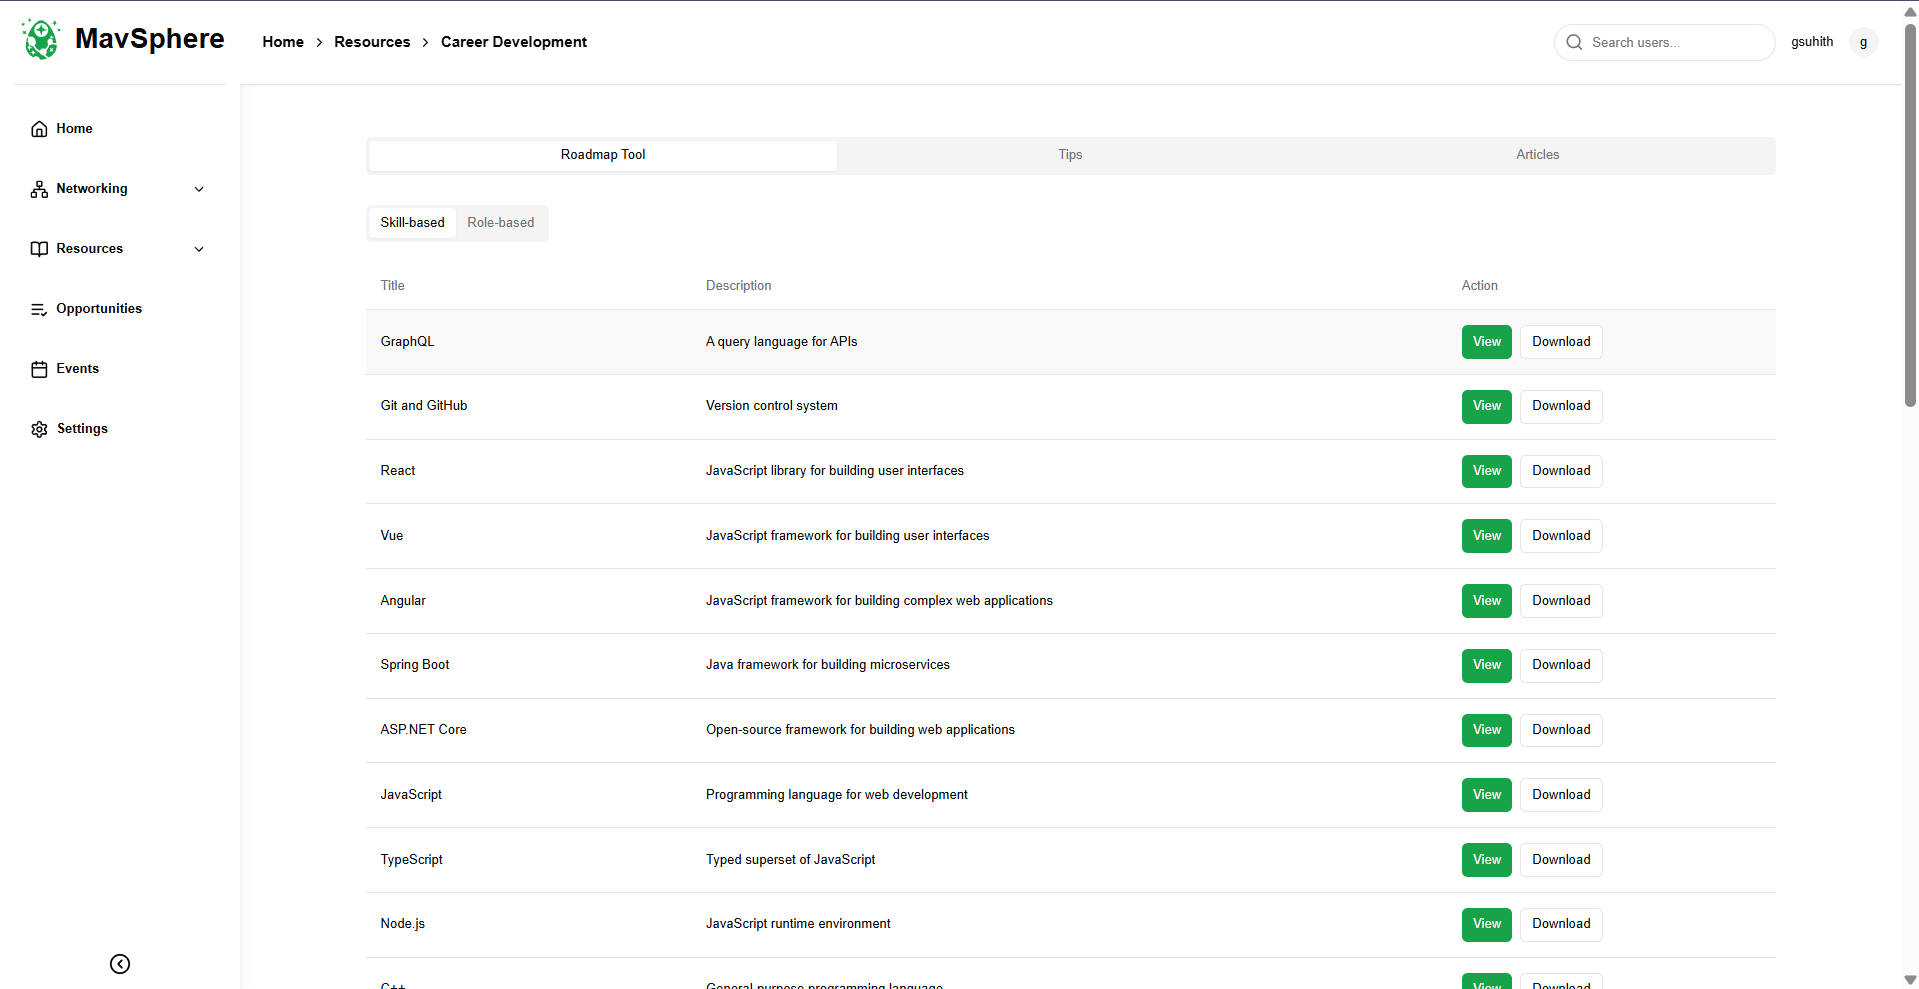 MavSphere
Home > Resources > Career Development
Search users...
gsuhith
g
Home
Networking
Resources
Opportunities
Events
Settings
Roadmap Tool Tips Articles
Skill-based Role-based
Title Description Action
GraphQL A query language for APIs View Download
Git and GitHub Version control system View Download
React JavaScript library for building user interfaces View Download
Vue JavaScript framework for building user interfaces View Download
Angular JavaScript framework for building complex web applications View Download
Spring Boot Java framework for building microservices View Download
ASP.NET Core Open-source framework for building web applications View Download
JavaScript Programming language for web development View Download
TypeScript Typed superset of JavaScript View Download
Node.js JavaScript runtime environment View Download
C++ General-purpose programming language View Download